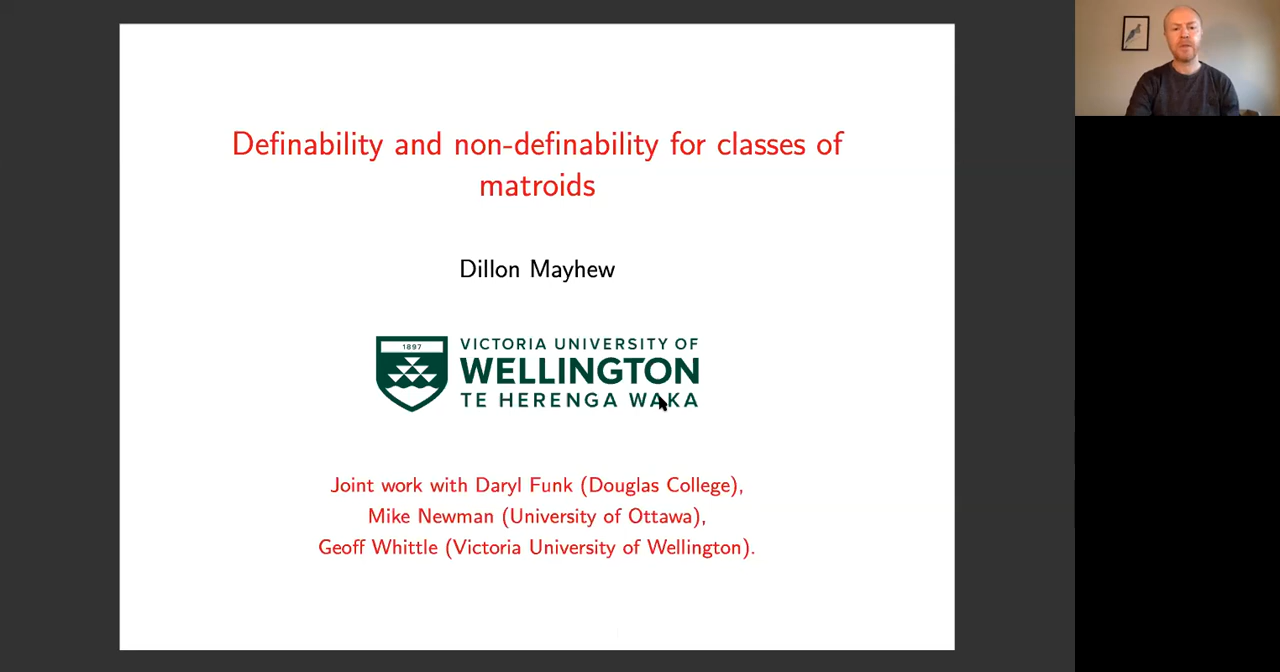 Definability and non-definability for classes of
matroids
Dillon Mayhew
1897
VICTORIA UNIVERSITY OF
WELLINGTON
TE HERENGA WAKA
Joint work with Daryl Funk (Douglas College),
Mike Newman (University of Ottawa),
Geoff Whittle (Victoria University of Wellington).